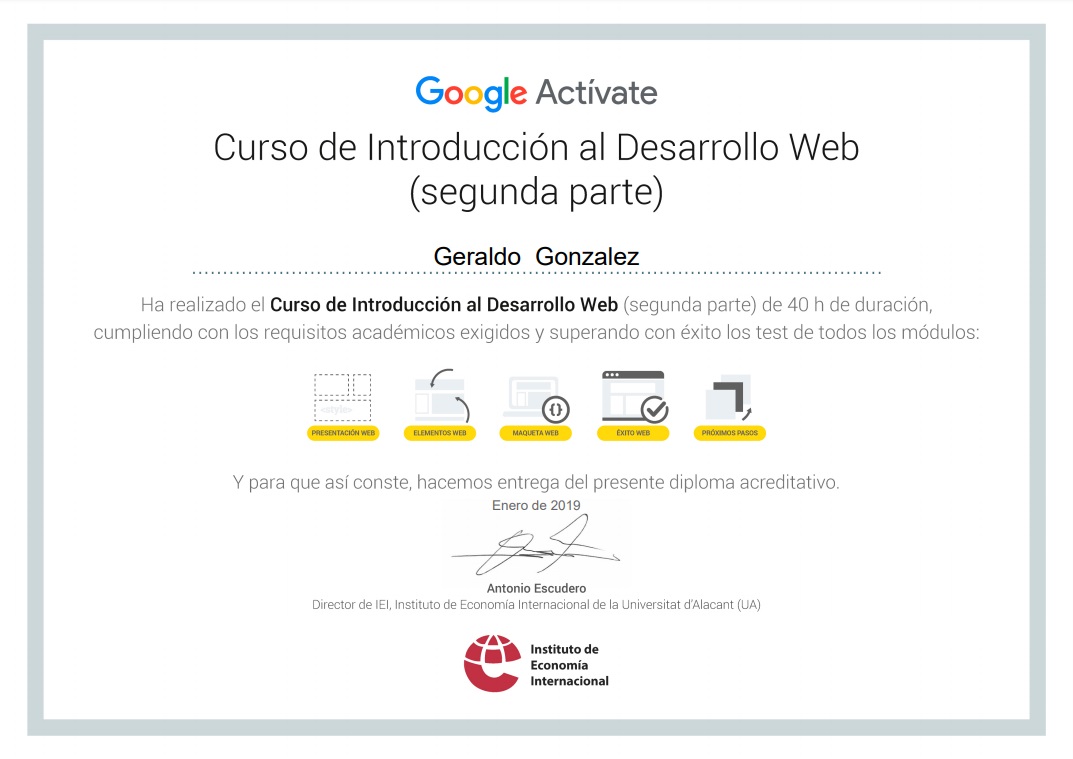 Google Actívate
Curso de Introducción al Desarrollo Web
(segunda parte)
Geraldo Gonzalez
Ha realizado el Curso de Introducción al Desarrollo Web (segunda parte) de 40 h de duración,
cumpliendo con los requisitos académicos exigidos y superando con éxito los test de todos los módulos:
<style>
{}
PRESENTACIÓN WEB
ELEMENTOS WEB
MAQUETA WEB
ÉXITO WEB
PRÓXIMOS PASOS
Y para que así conste, hacemos entrega del presente diploma acreditativo.
Enero de 2019
Antonio Escudero
Director de IEI, Instituto de Economía Internacional de la Universitat d'Alacant (UA)
Instituto de
Economía
Internacional